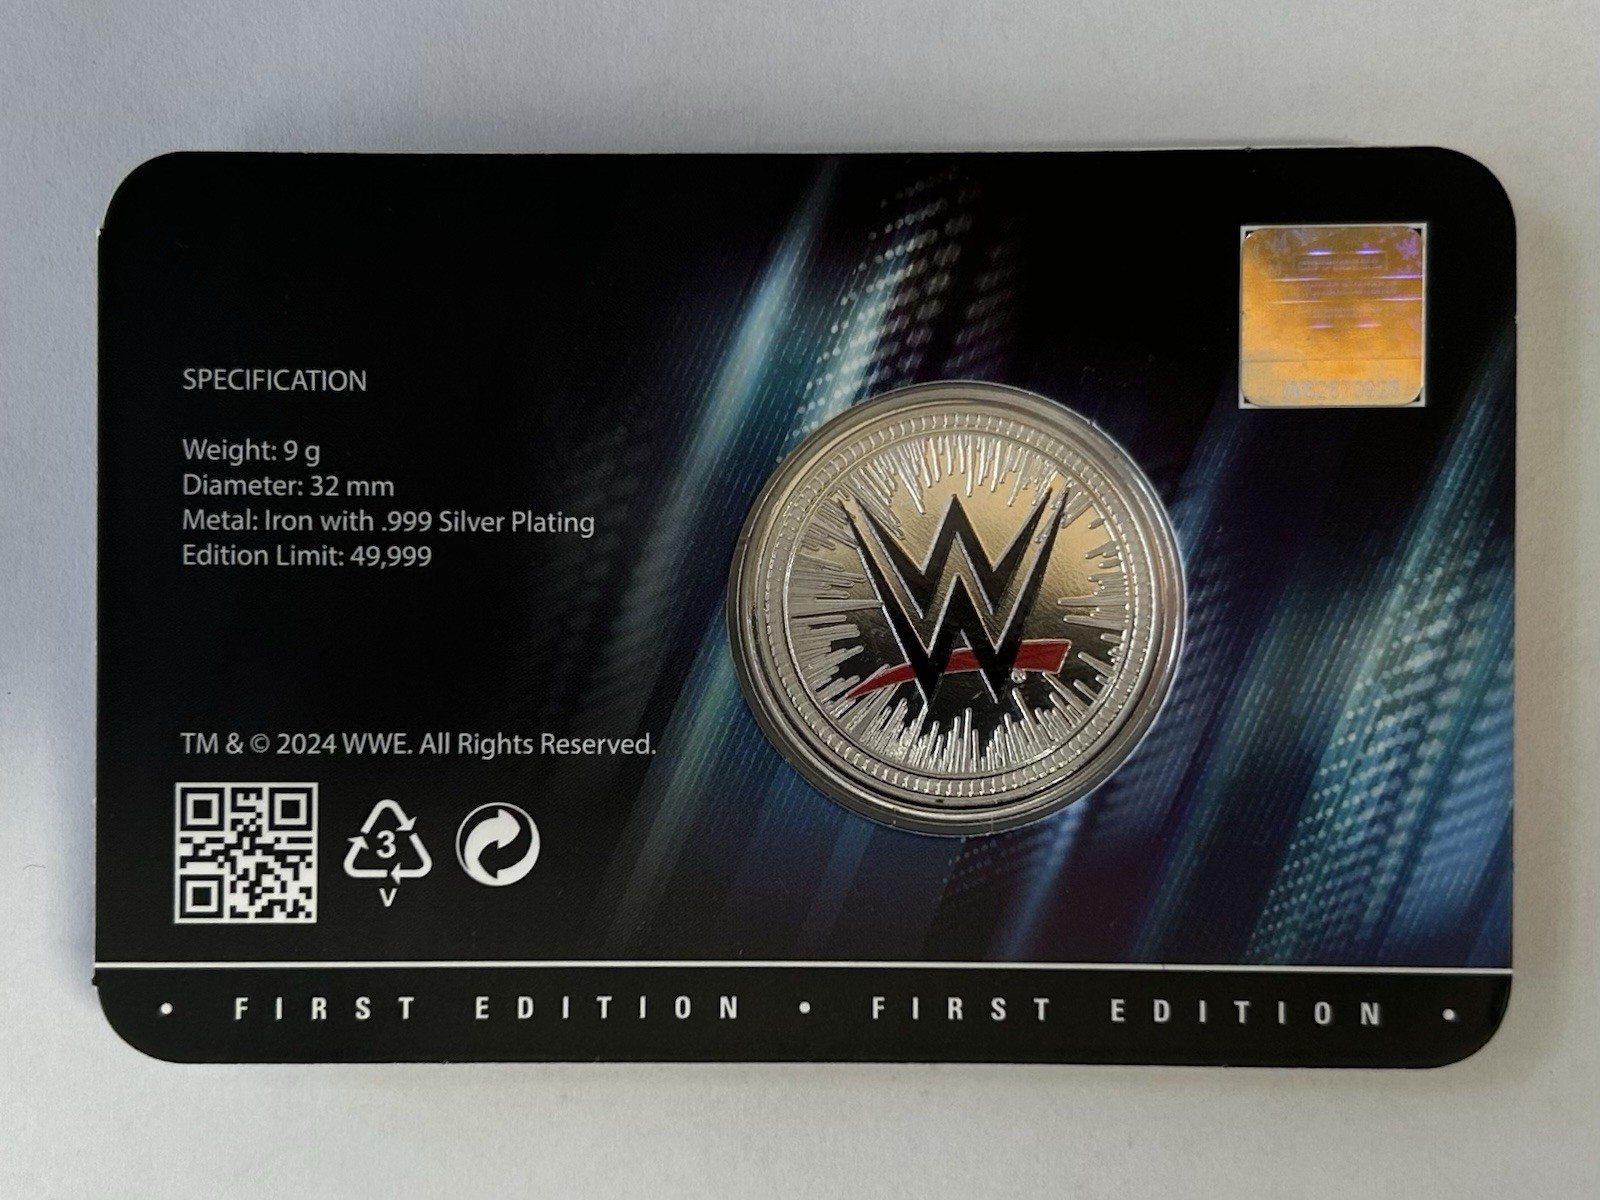 SPECIFICATION
Weight: 9 g
Diameter: 32 mm
Metal: Iron with .999 Silver Plating
Edition Limit: 49,999
W
TM & © 2024 WWE. All Rights Reserved.
3
V
• FIRST EDITION • FIRST EDITION •